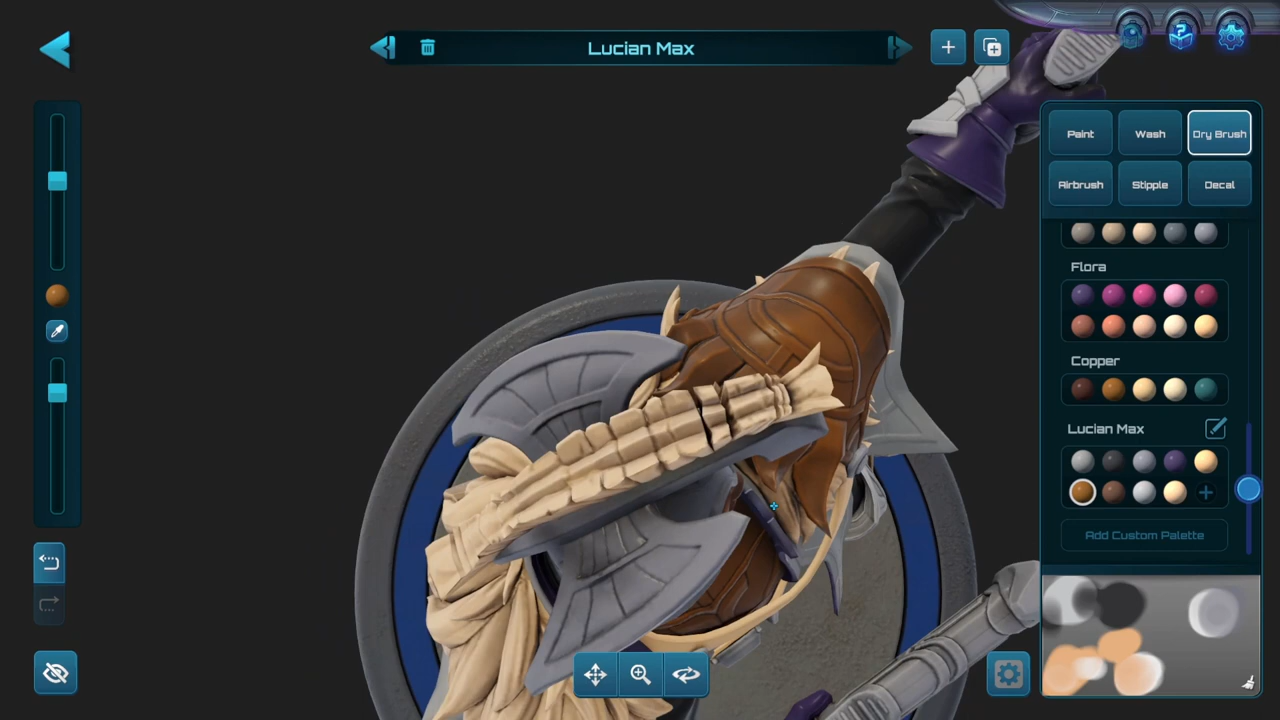 Lucian Max
Paint
Wash
Dry Brush
Airbrush
Stipple
Decal
Flora
Copper
Lucian Max
Add Custom Palette